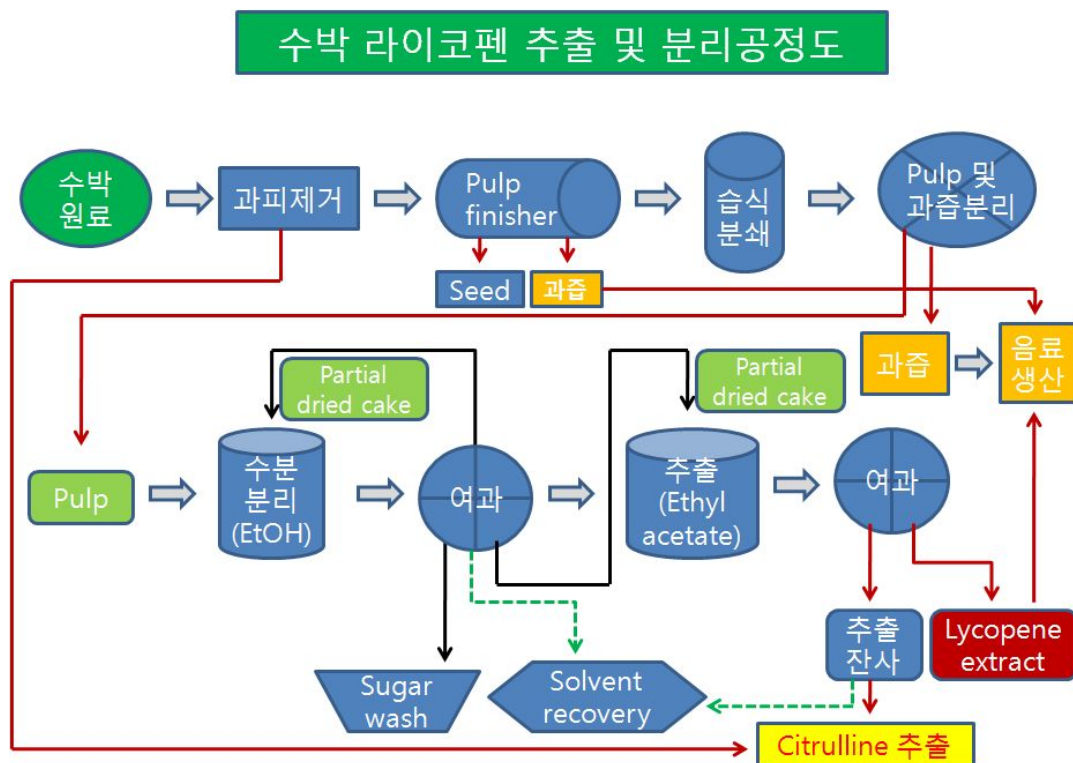 수박 라이코펜 추출 및 분리공정도
수박
원료
과피제거
Pulp
finisher
습식
분쇄
Pulp 및
과즙분리
Seed
과즙
과즙
음료
생산
Partial
dried cake
Partial
dried cake
Pulp
수분
분리
(EtOH)
여과
추출
(Ethyl
acetate)
여과
추출
잔사
Lycopene
extract
Sugar
wash
Solvent
recovery
Citrulline 추출